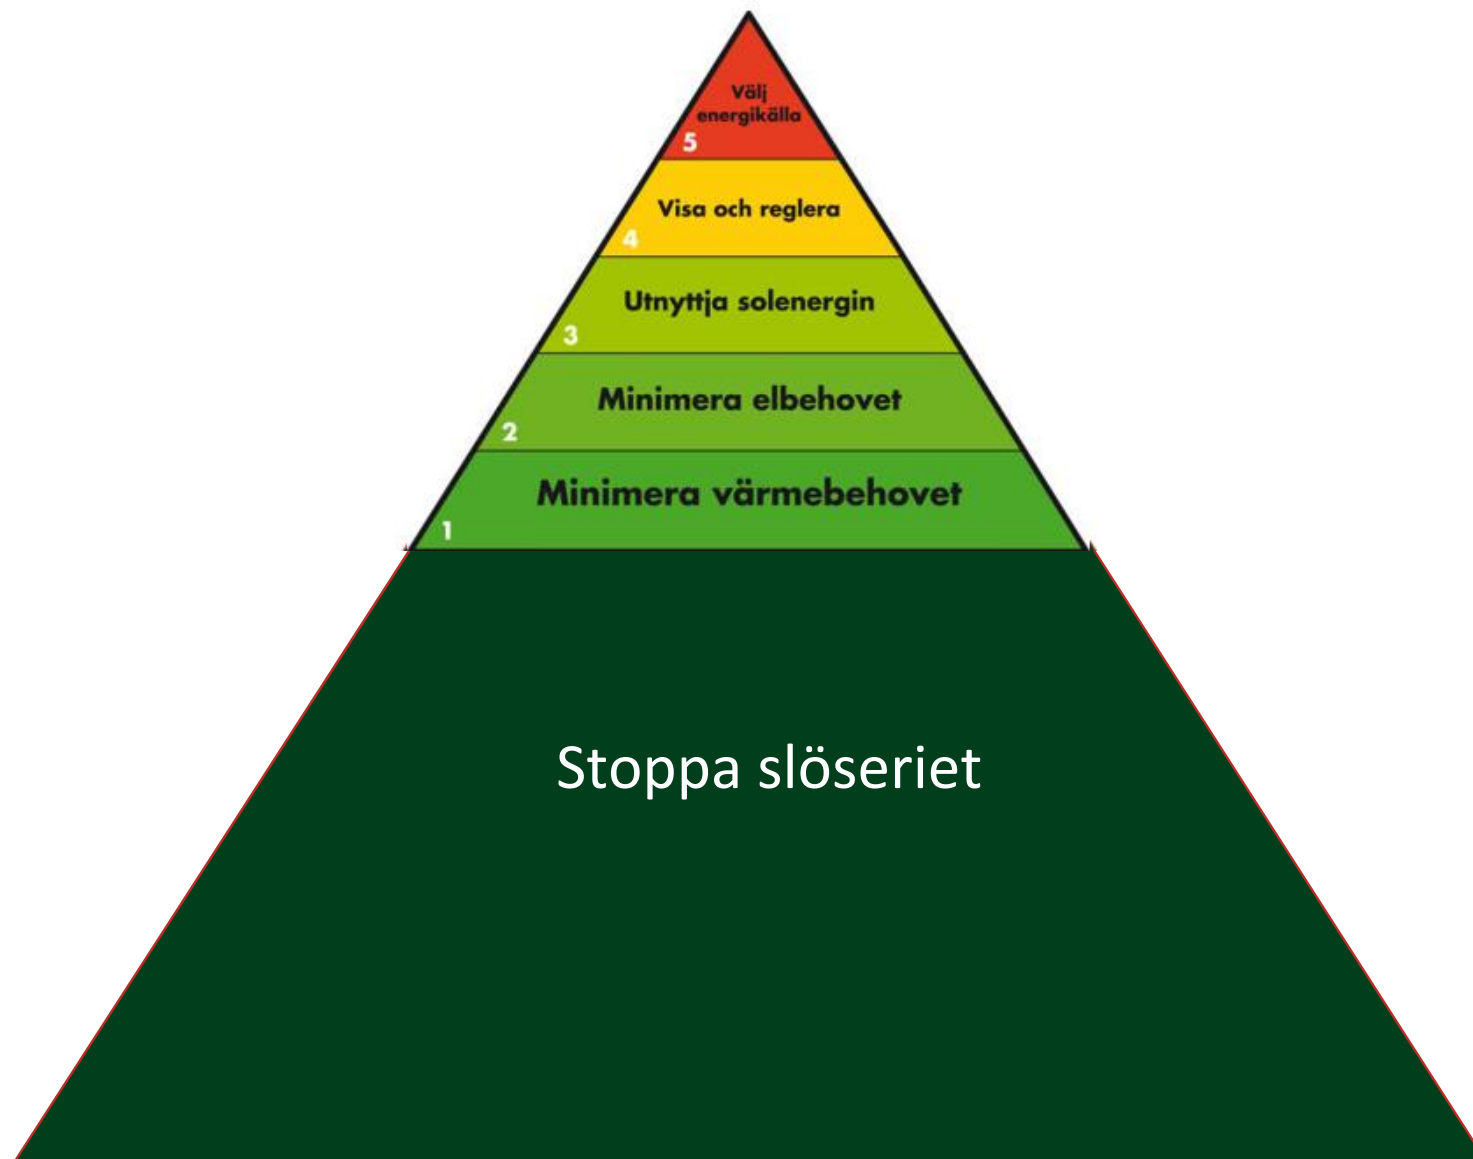 Välj
energikälla
5
Visa och reglera
4
Utnyttja solenergin
3
Minimera elbehovet
2
Minimera värmebehovet
1
Stoppa slöseriet